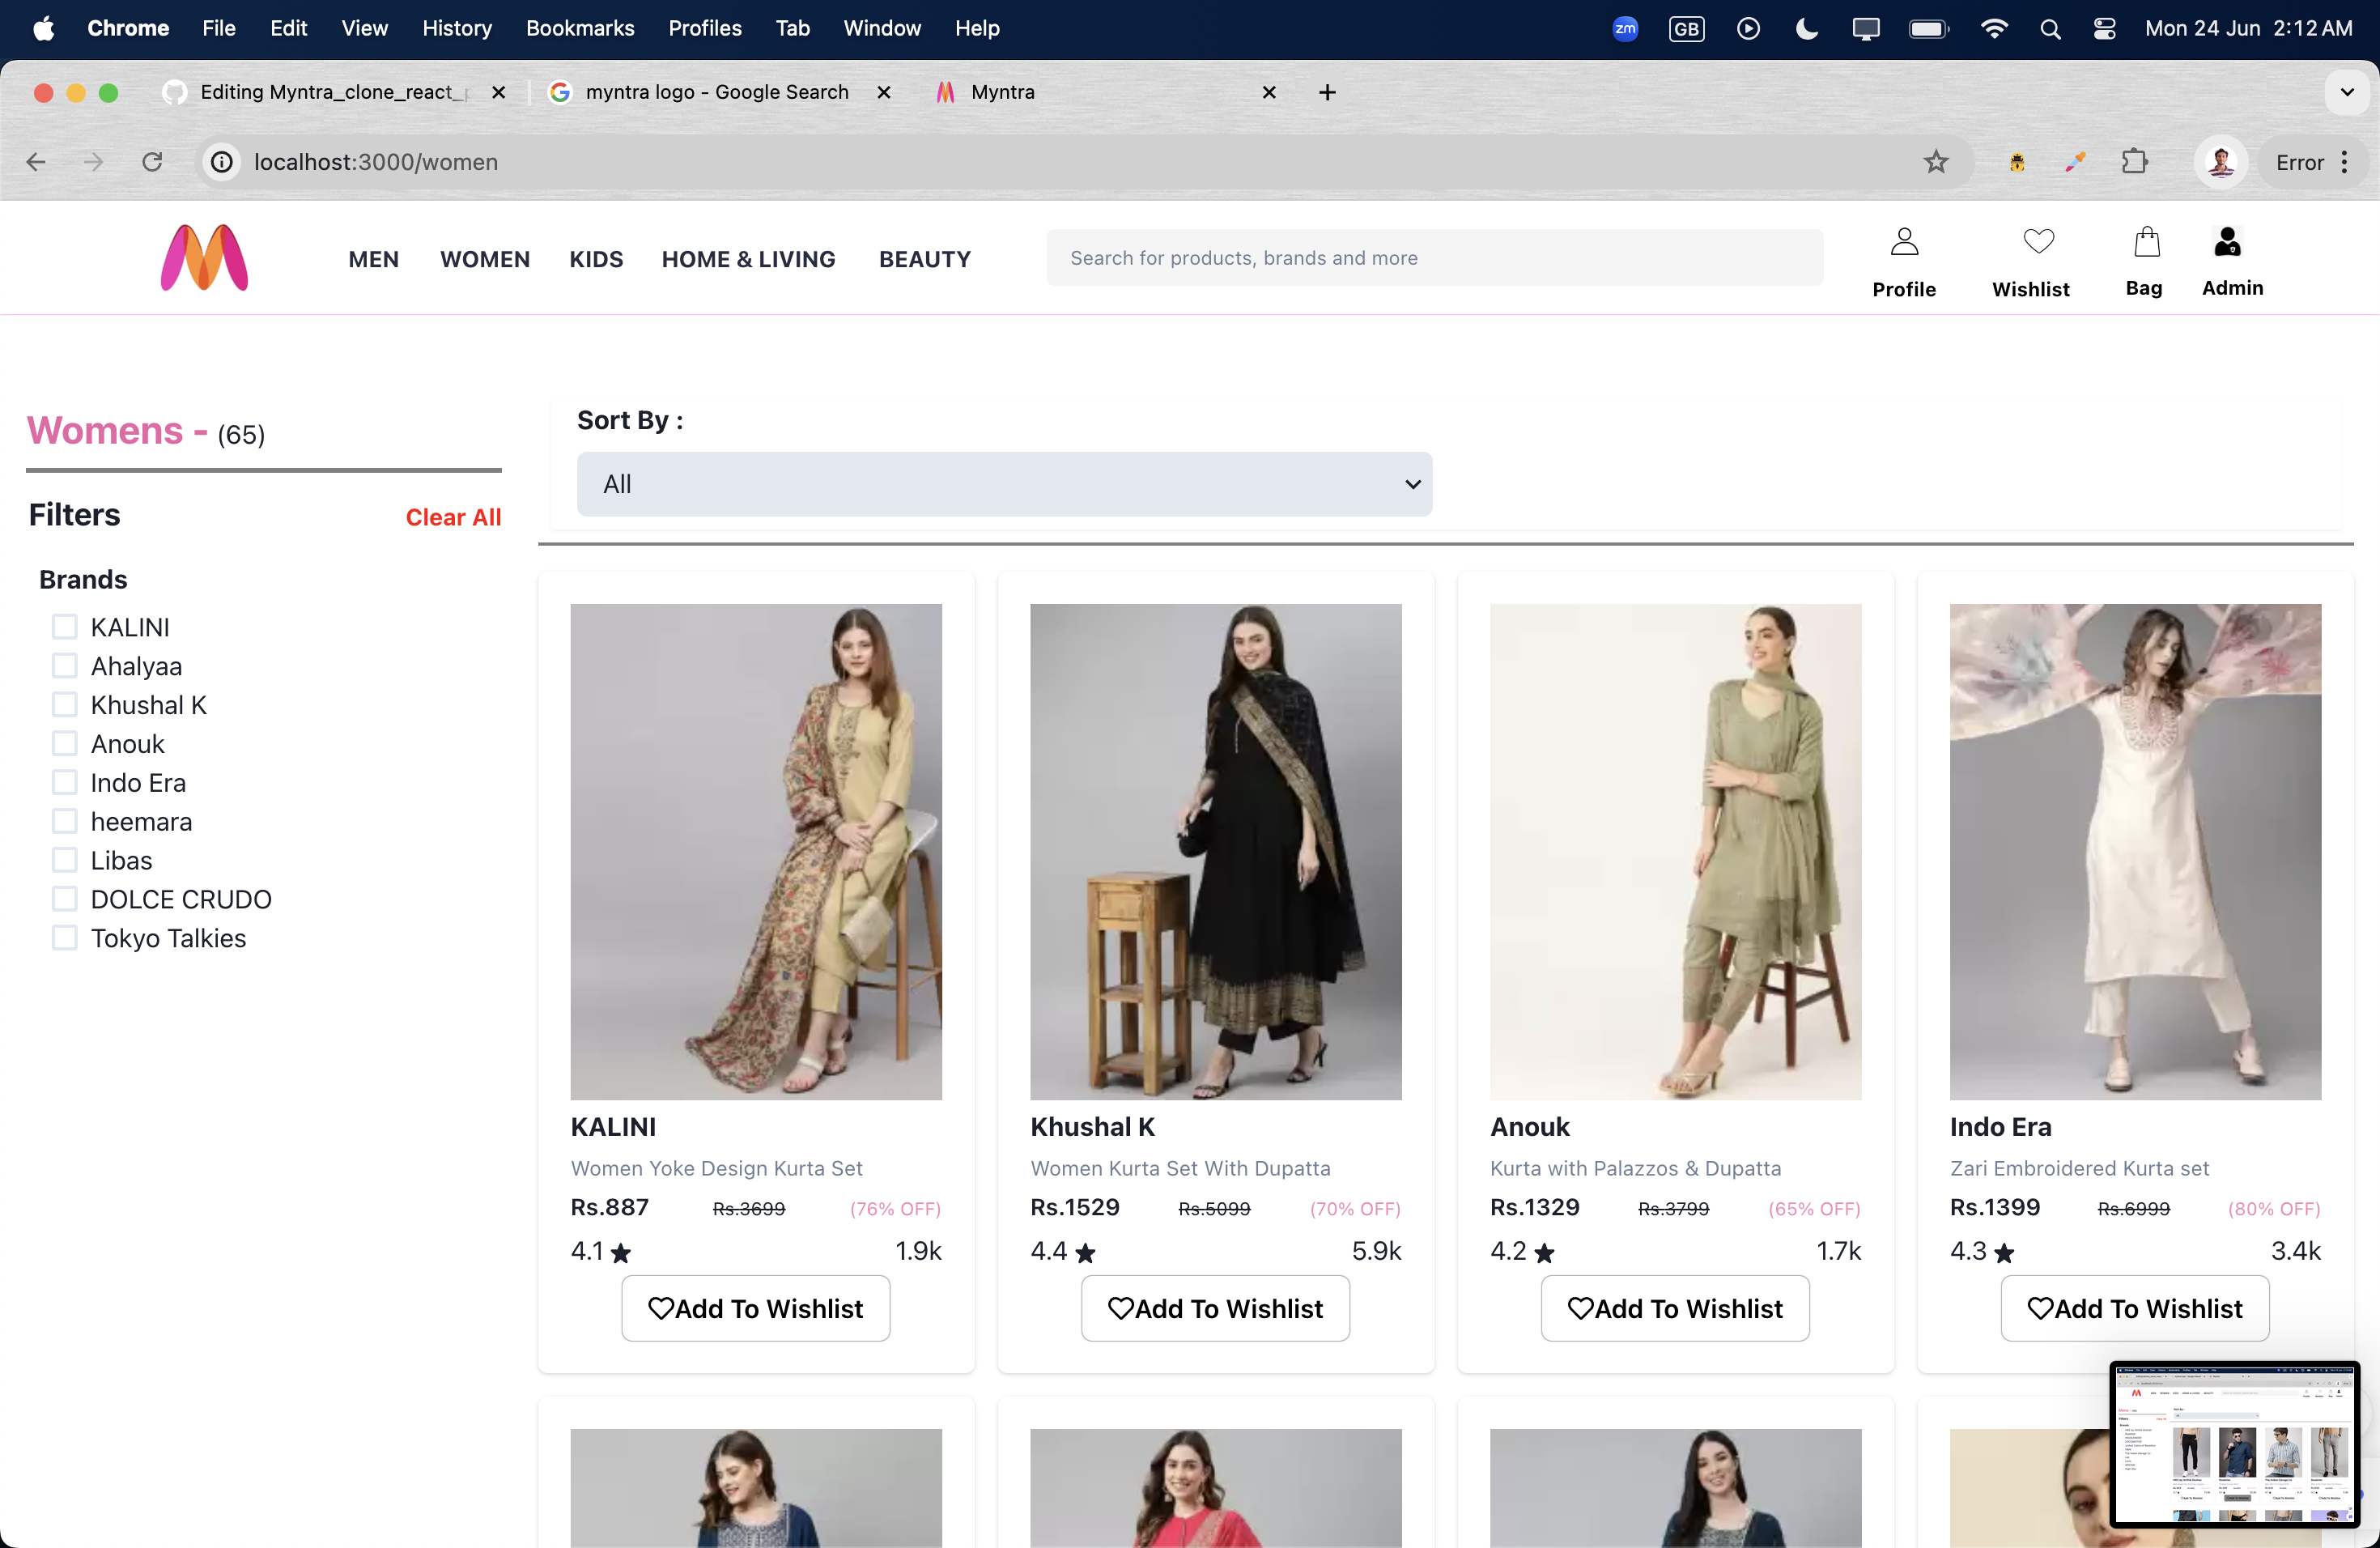 Chrome File Edit View History Bookmarks Profiles Tab Window Help zm GB Mon 24 Jun 2:12 AM
Editing Myntra_clone_react_ myntra logo - Google Search Myntra
localhost:3000/women Error
MEN WOMEN KIDS HOME & LIVING BEAUTY Search for products, brands and more Profile Wishlist Bag Admin
Womens - (65)
Sort By :
All
Filters Clear All
Brands
KALINI
Ahalyaa
Khushal K
Anouk
Indo Era
heemara
Libas
DOLCE CRUDO
Tokyo Talkies
KALINI
Women Yoke Design Kurta Set
Rs.887 Rs.3699 (76% OFF)
4.1 ★ 1.9k
Add To Wishlist
Khushal K
Women Kurta Set With Dupatta
Rs.1529 Rs.5099 (70% OFF)
4.4 ★ 5.9k
Add To Wishlist
Anouk
Kurta with Palazzos & Dupatta
Rs.1329 Rs.3799 (65% OFF)
4.2 ★ 1.7k
Add To Wishlist
Indo Era
Zari Embroidered Kurta set
Rs.1399 Rs.6999 (80% OFF)
4.3 ★ 3.4k
Add To Wishlist